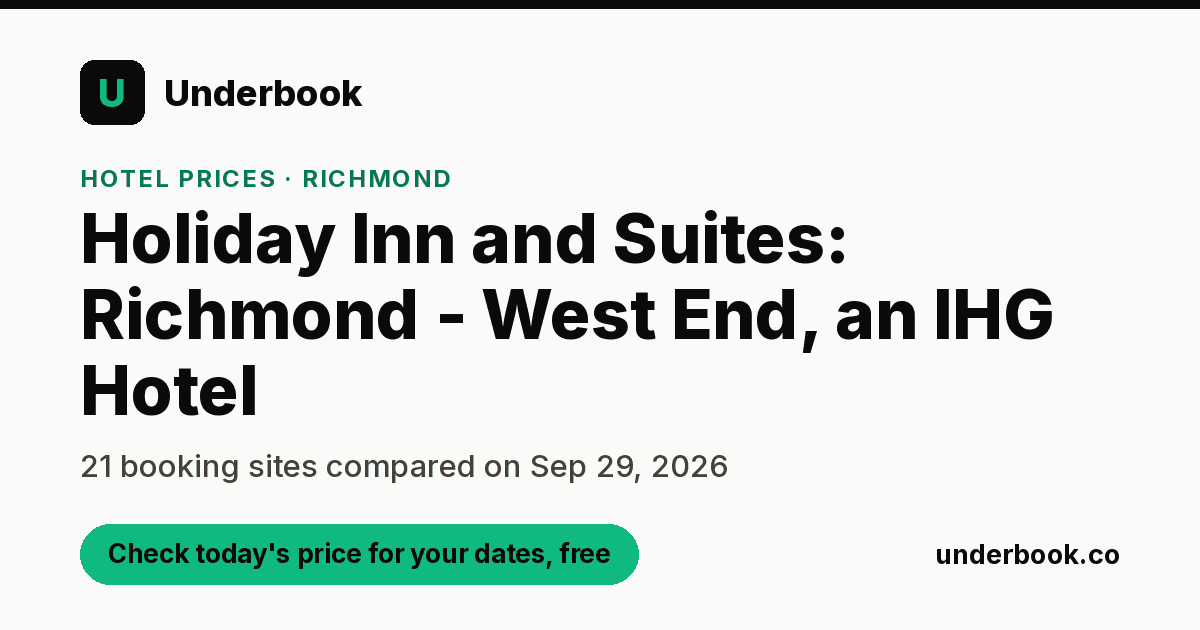 U
Underbook
HOTEL PRICES · RICHMOND
Holiday Inn and Suites:
Richmond - West End, an IHG
Hotel
21 booking sites compared on Sep 29, 2026
Check today's price for your dates, free
underbook.co